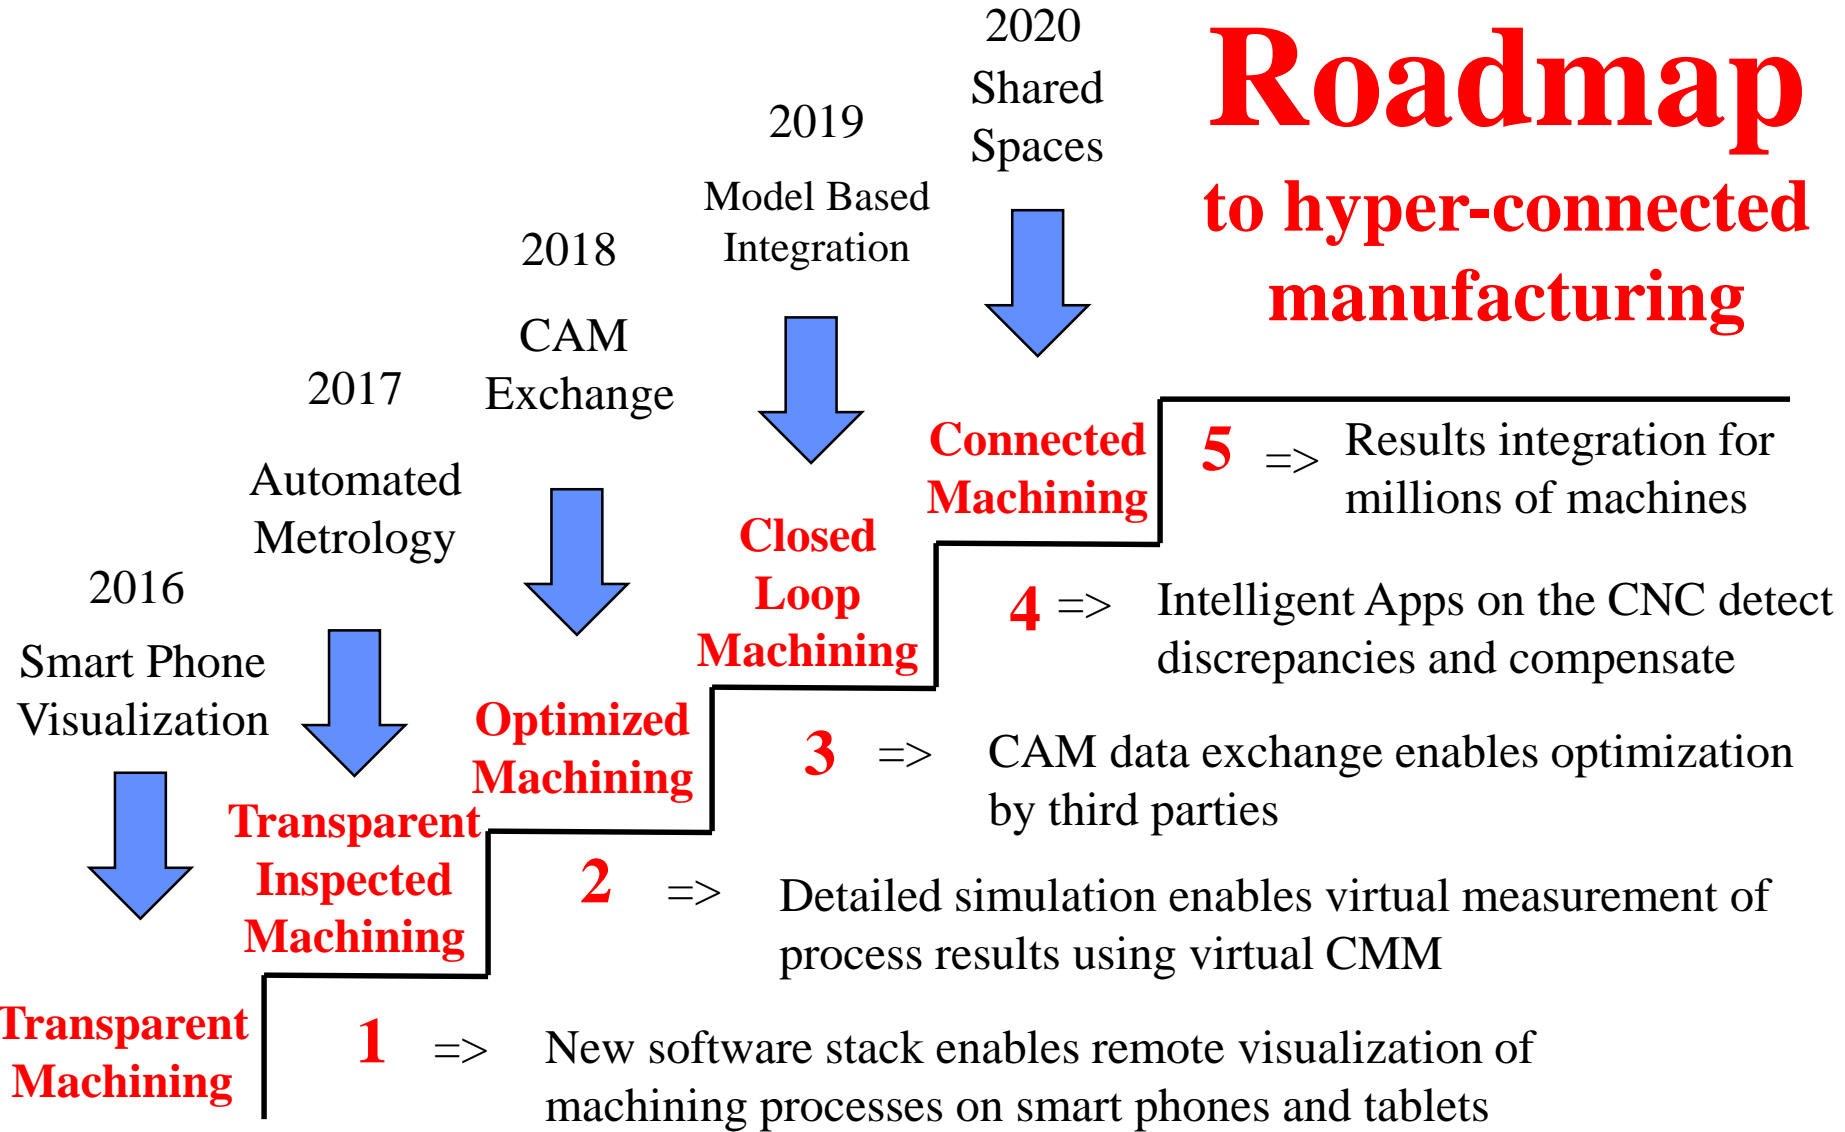 Roadmap
to hyper-connected
manufacturing
2016
Smart Phone
Visualization
Transparent
Machining
2017
Automated
Metrology
Transparent
Inspected
Machining
2018
CAM
Exchange
Optimized
Machining
2019
Model Based
Integration
Closed
Loop
Machining
2020
Shared
Spaces
Connected
Machining
5 => Results integration for
millions of machines
4 => Intelligent Apps on the CNC detect
discrepancies and compensate
3 => CAM data exchange enables optimization
by third parties
2 => Detailed simulation enables virtual measurement of
process results using virtual CMM
1 => New software stack enables remote visualization of
machining processes on smart phones and tablets